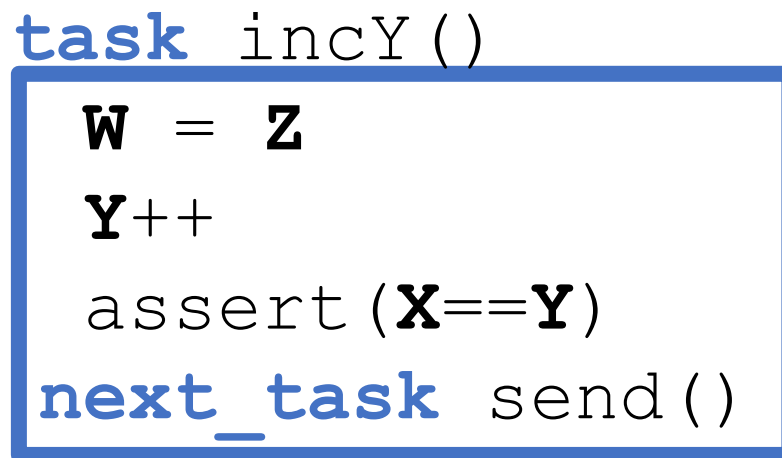 task incY()
W = Z
Y++
assert(X==Y)
next_task send()